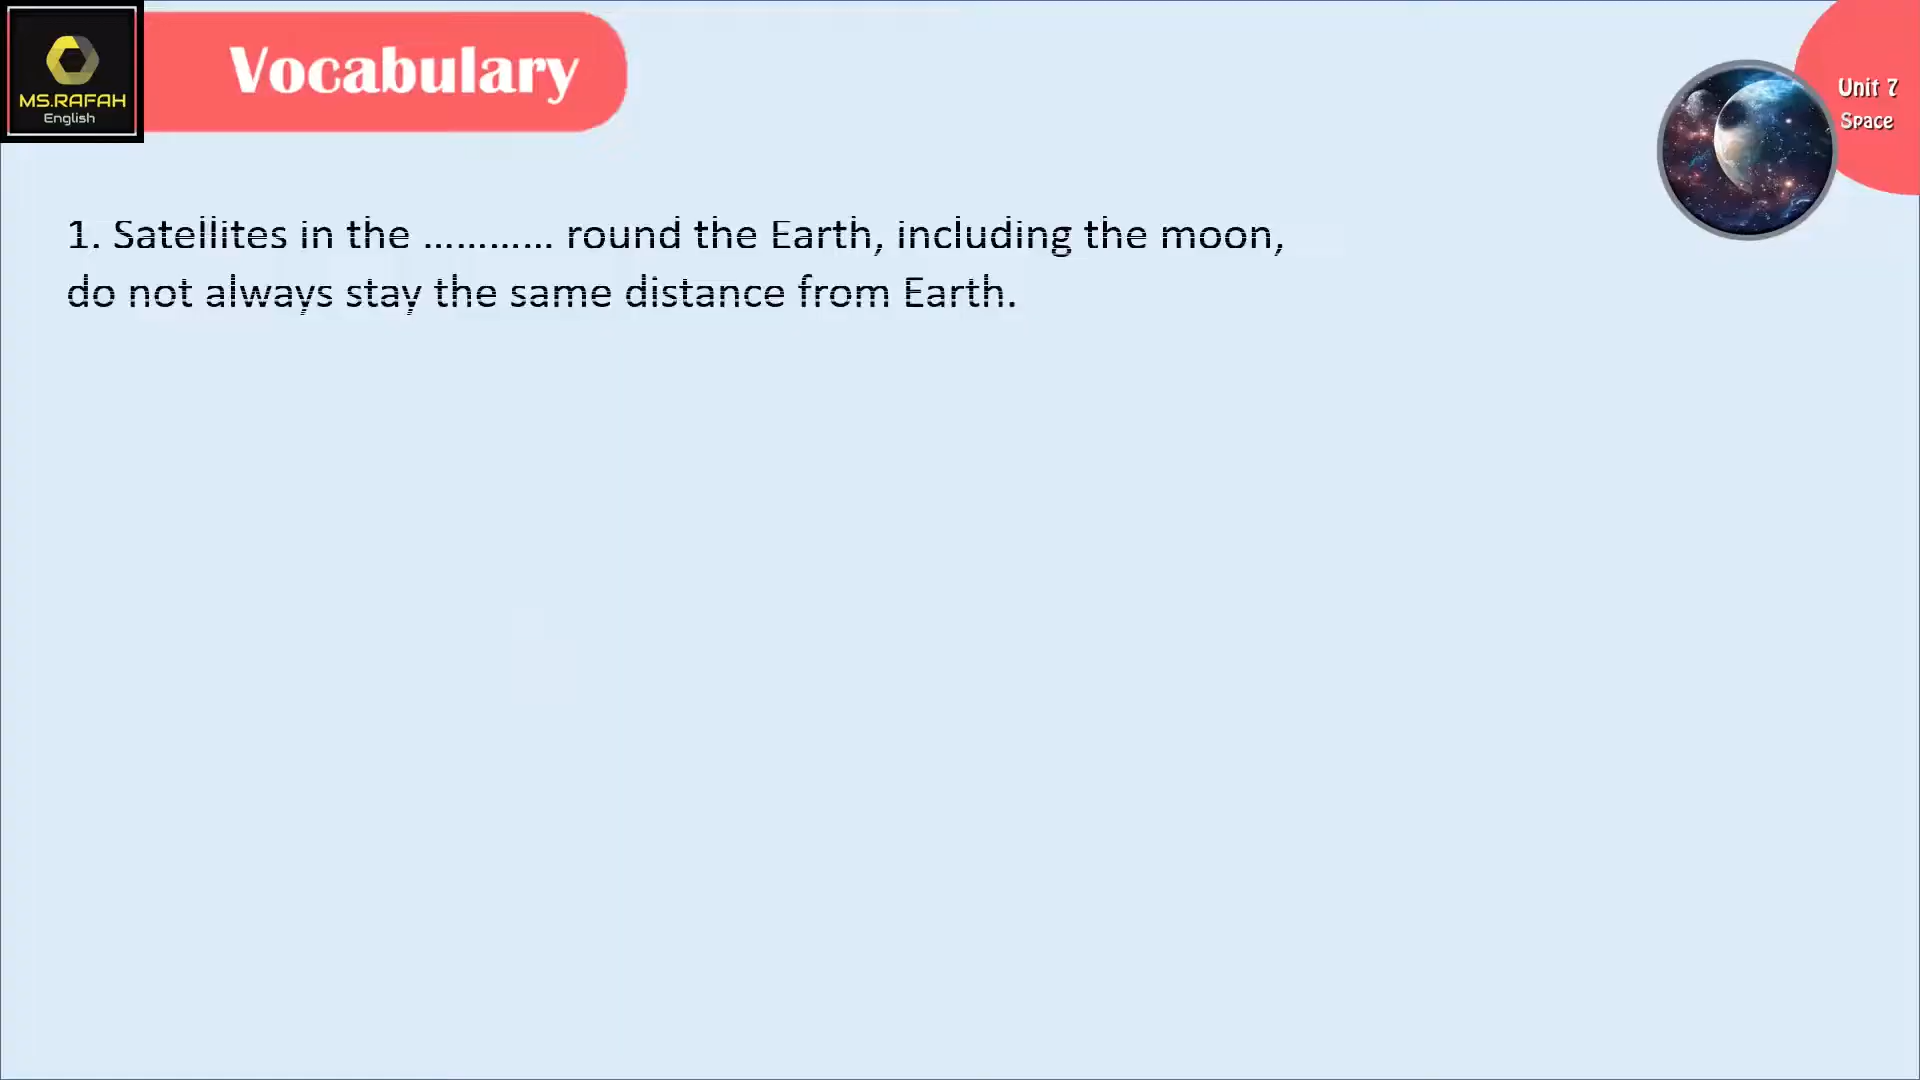 MS.RAFAH
English
Vocabulary
Unit 7
Space
1. Satellites in the ............ round the Earth, including the moon,
do not always stay the same distance from Earth.